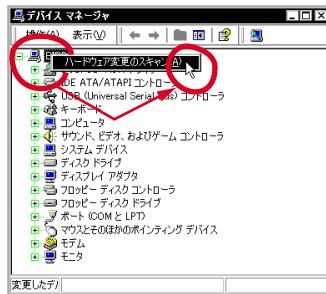 デバイス マネージャ
操作(A) 表示(V)
ハードウェア変更のスキャン(A)
IDE ATA/ATAPI コントローラ
USB (Universal Serial Bus) コントローラ
キーボード
コンピュータ
サウンド、ビデオ、およびゲーム コントローラ
システム デバイス
ディスク ドライブ
ディスプレイ アダプタ
フロッピー ディスク コントローラ
フロッピー ディスク ドライブ
ポート (COM と LPT)
マウスとそのほかのポインティング デバイス
モデム
モニタ
変更したデ